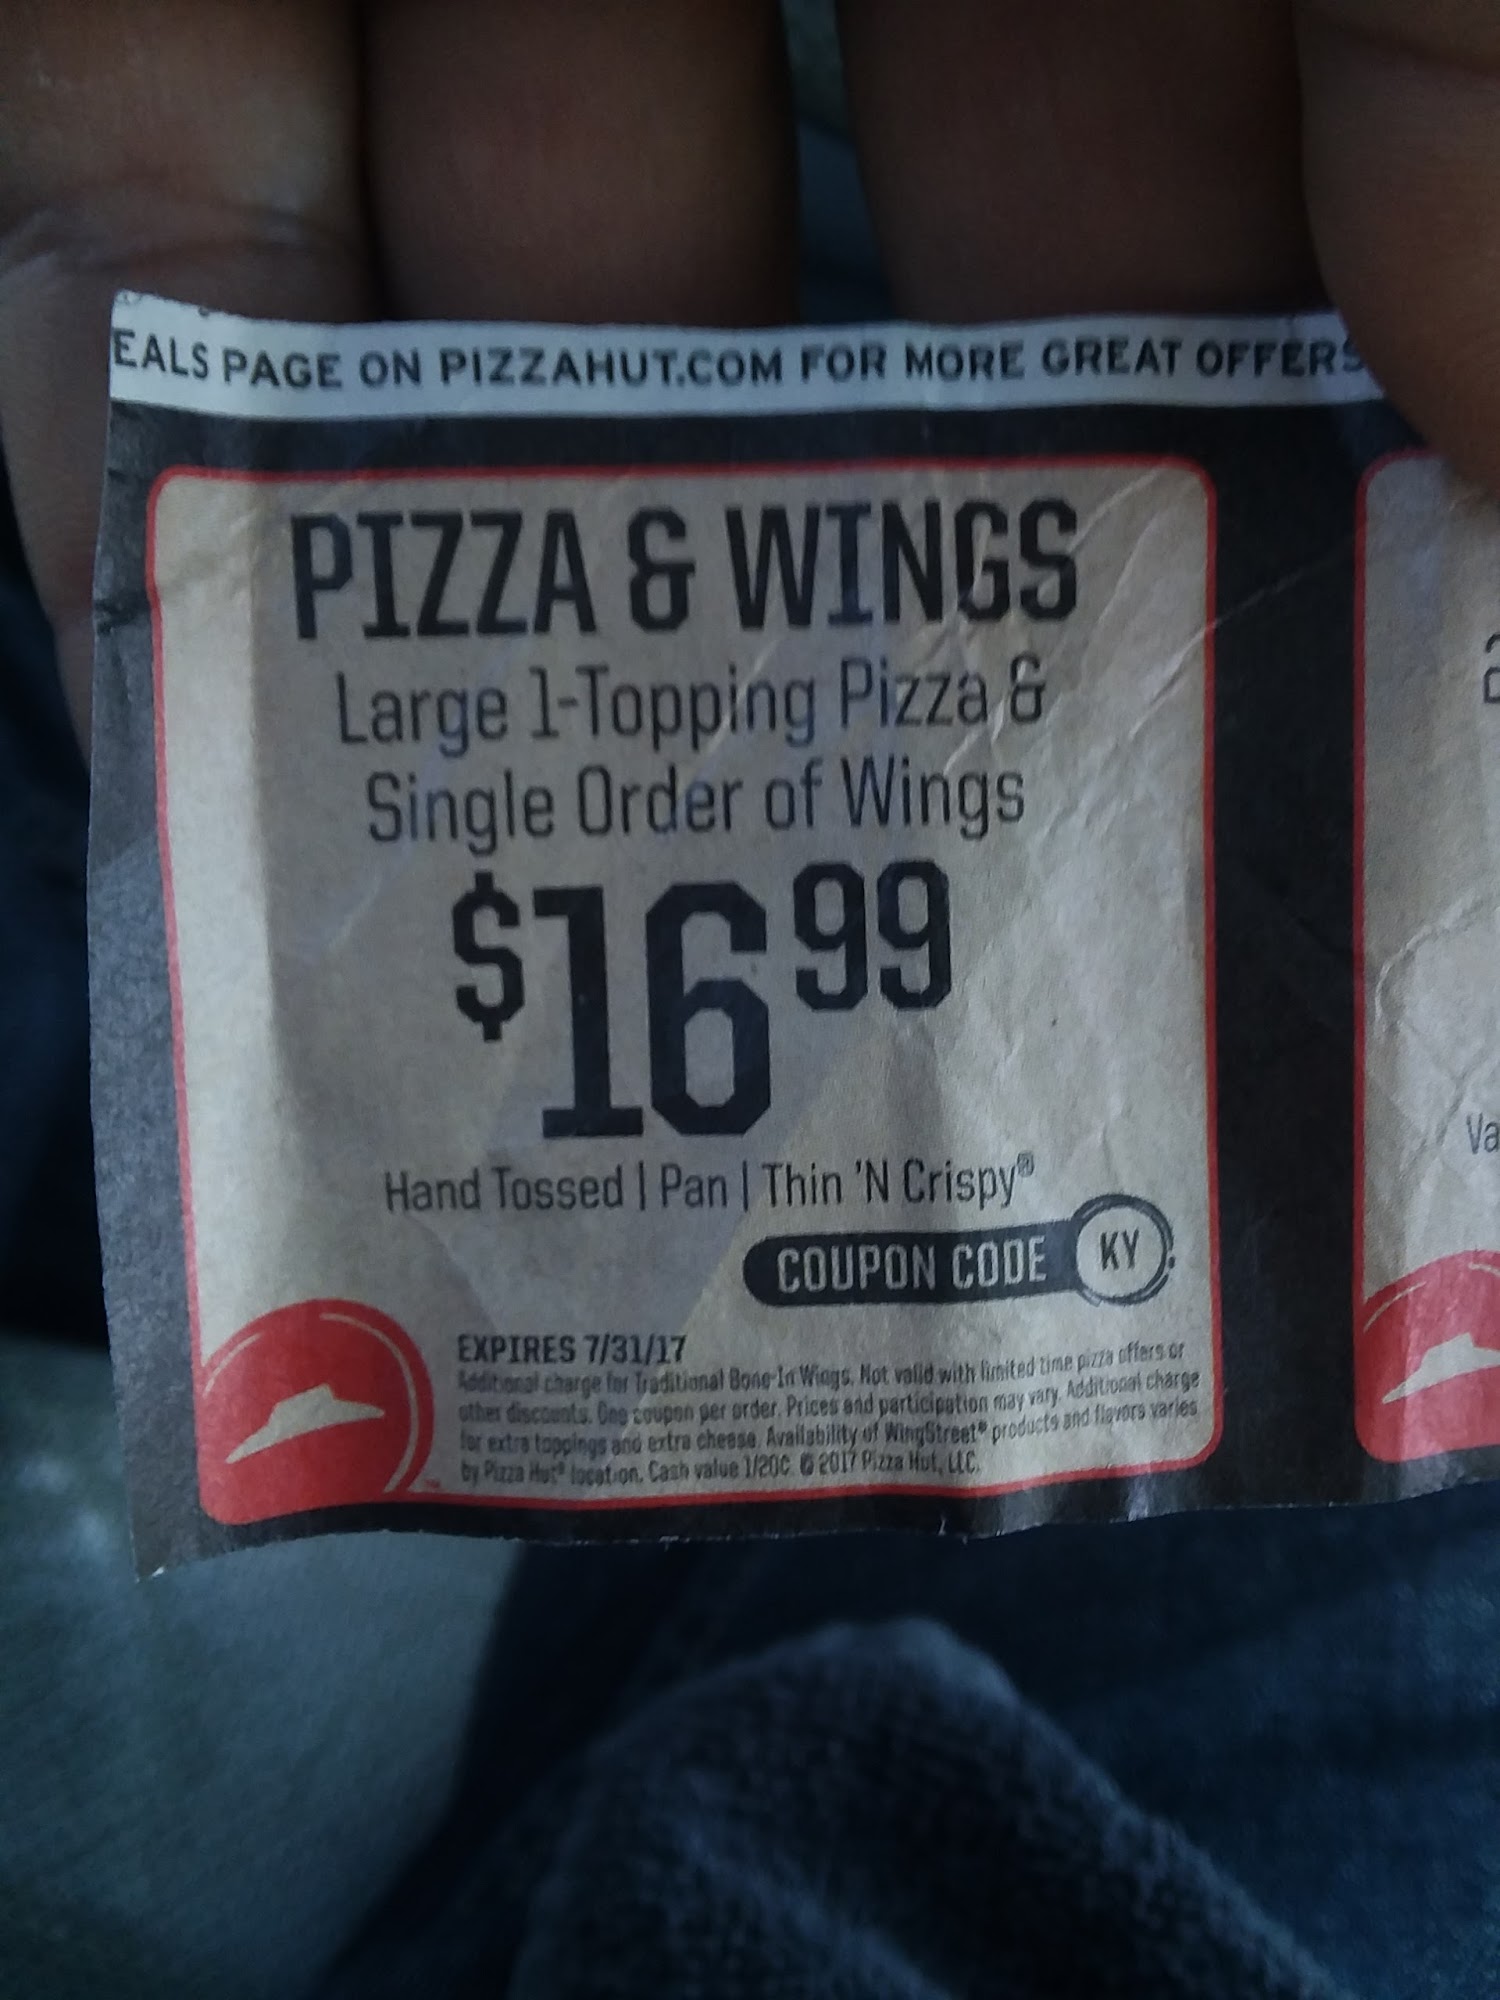 EALS PAGE ON PIZZAHUT.COM FOR MORE GREAT OFFERS
PIZZA & WINGS
Large 1-Topping Pizza &
Single Order of Wings
$16 99
Hand Tossed | Pan | Thin 'N Crispy®
COUPON CODE KY
EXPIRES 7/31/17
Additional charge for Traditional Bone-In Wings. Not valid with limited time pizza offers or
other discounts. One coupon per order. Prices and participation may vary. Additional charge
for extra toppings and extra cheese. Availability of WingStreet® products and flavors varies
by Pizza Hut® location. Cash value 1/20¢ © 2017 Pizza Hut, LLC.
Va